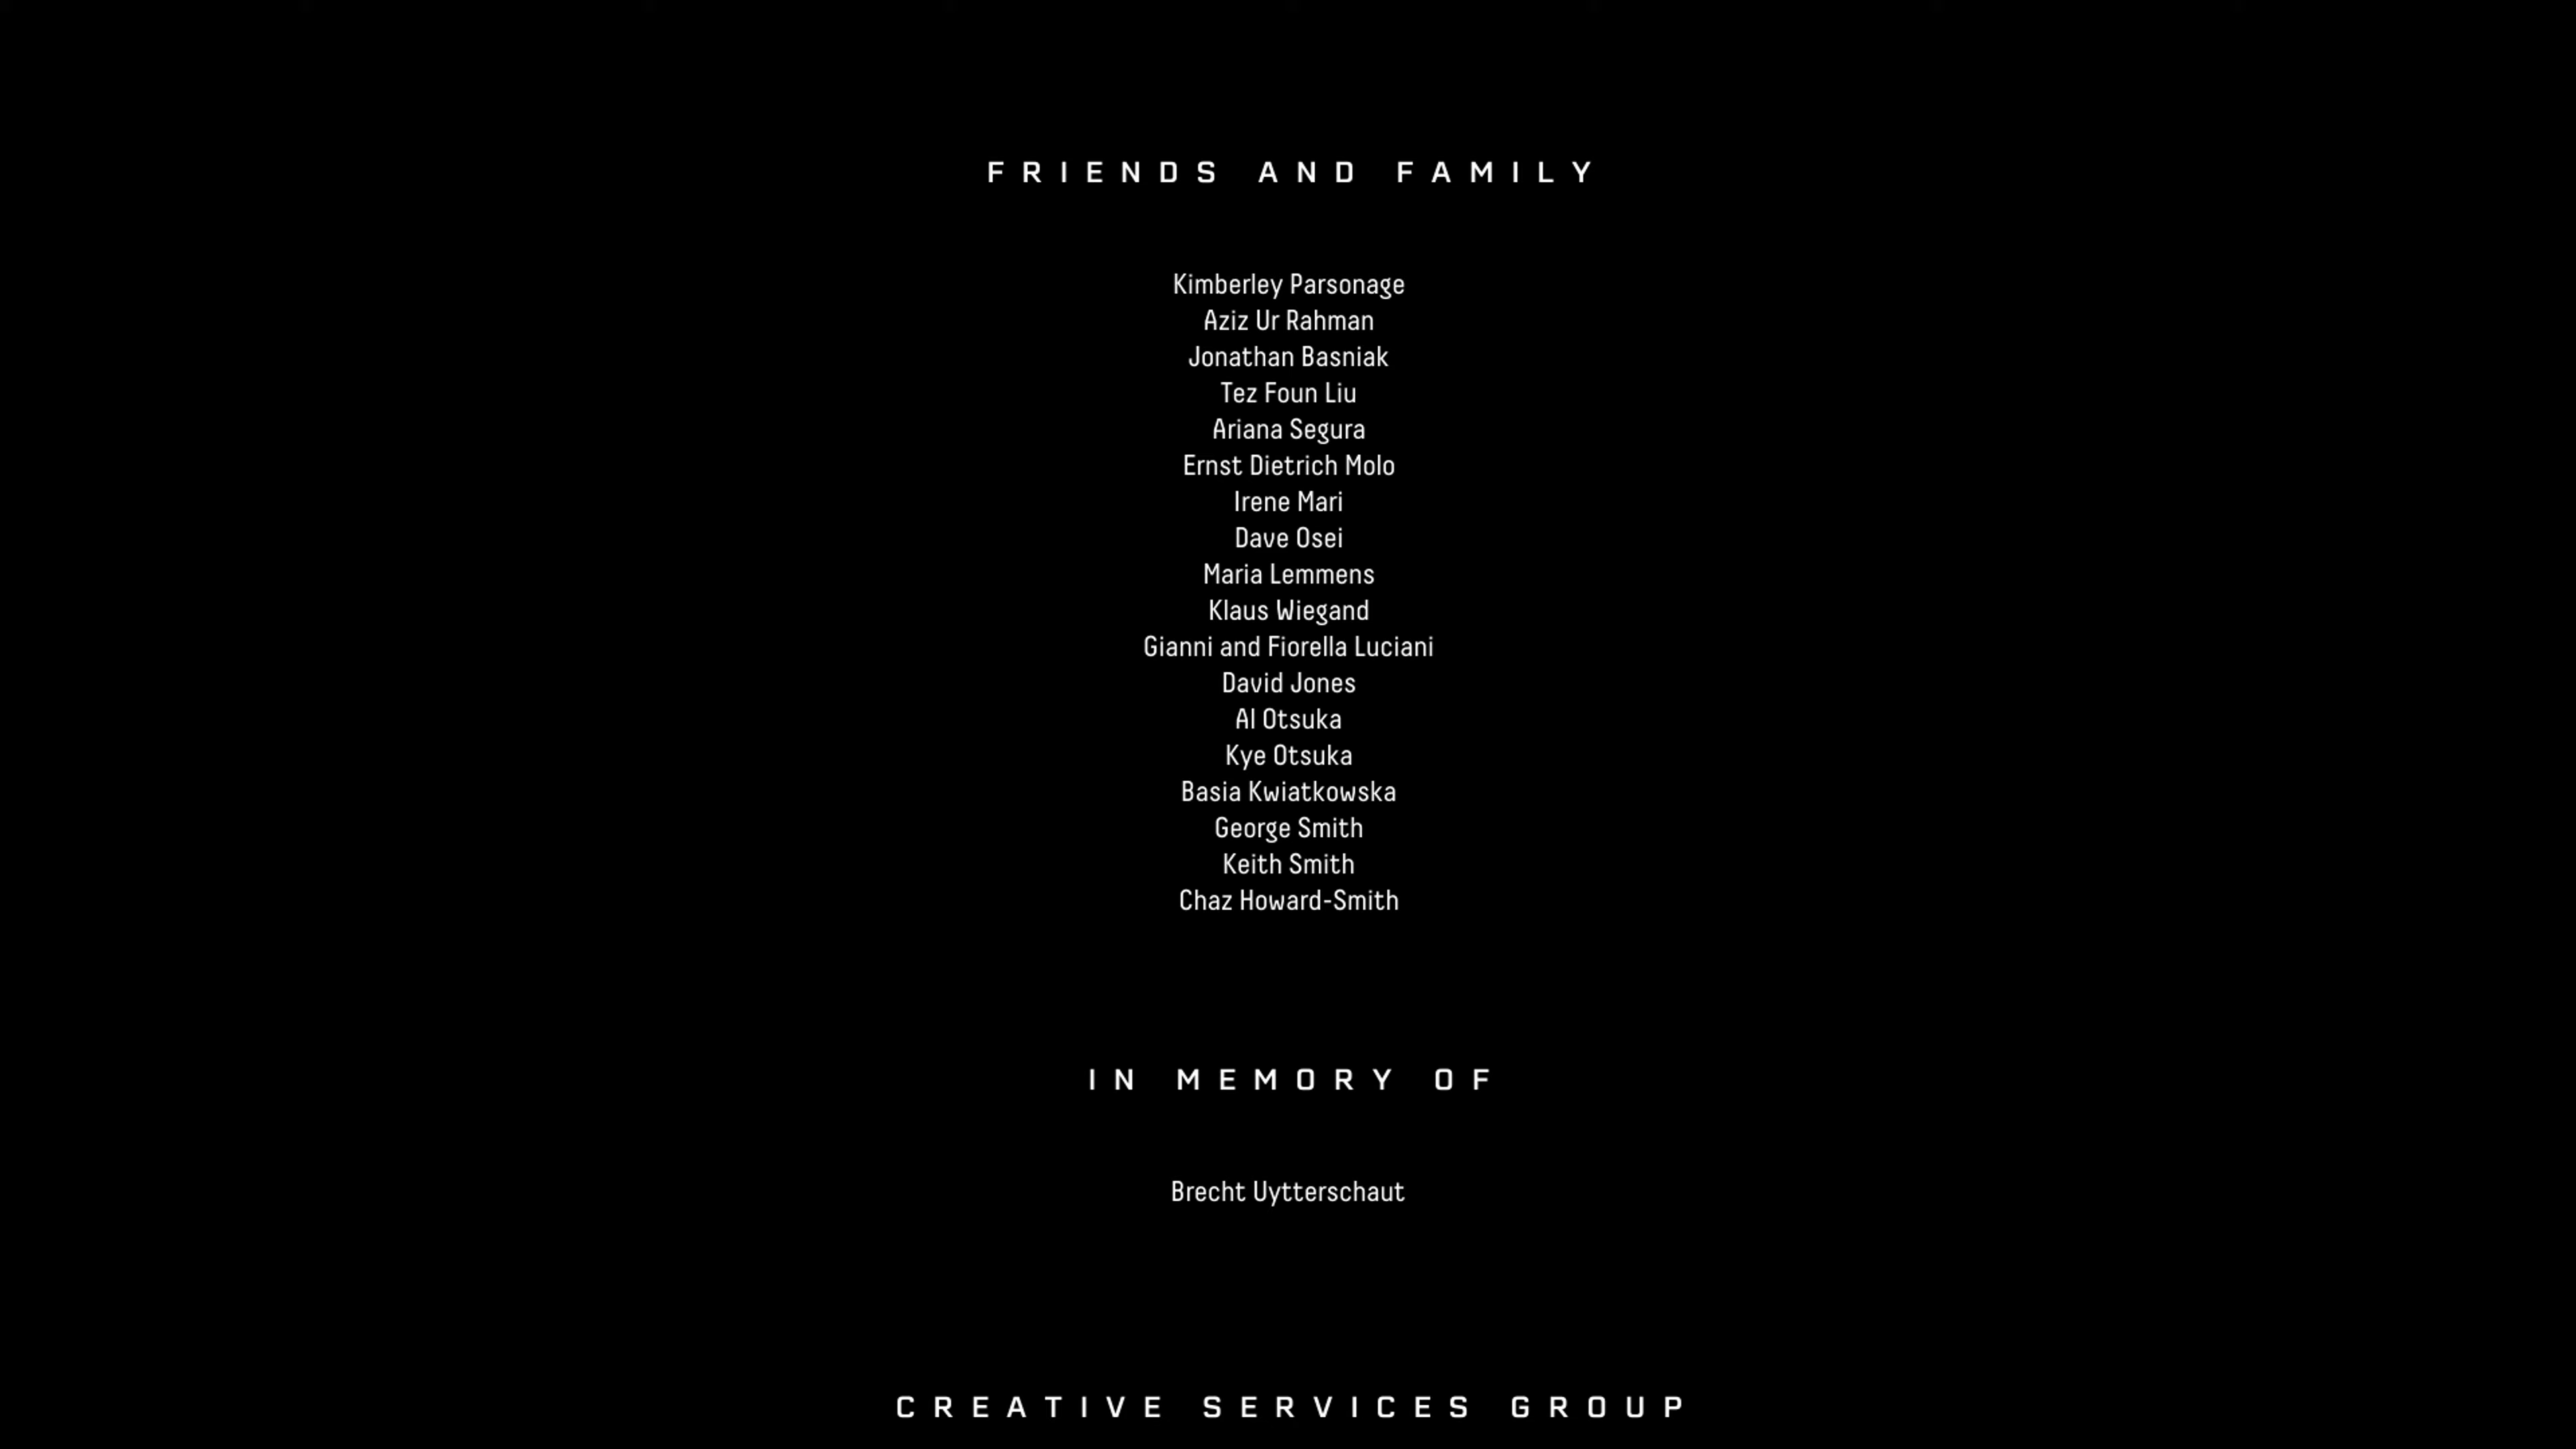 FRIENDS AND FAMILY
Kimberley Parsonage
Aziz Ur Rahman
Jonathan Basniak
Tez Foun Liu
Ariana Segura
Ernst Dietrich Molo
Irene Mari
Dave Osei
Maria Lemmens
Klaus Wiegand
Gianni and Fiorella Luciani
David Jones
Al Otsuka
Kye Otsuka
Basia Kwiatkowska
George Smith
Keith Smith
Chaz Howard-Smith
IN MEMORY OF
Brecht Uytterschaut
CREATIVE SERVICES GROUP